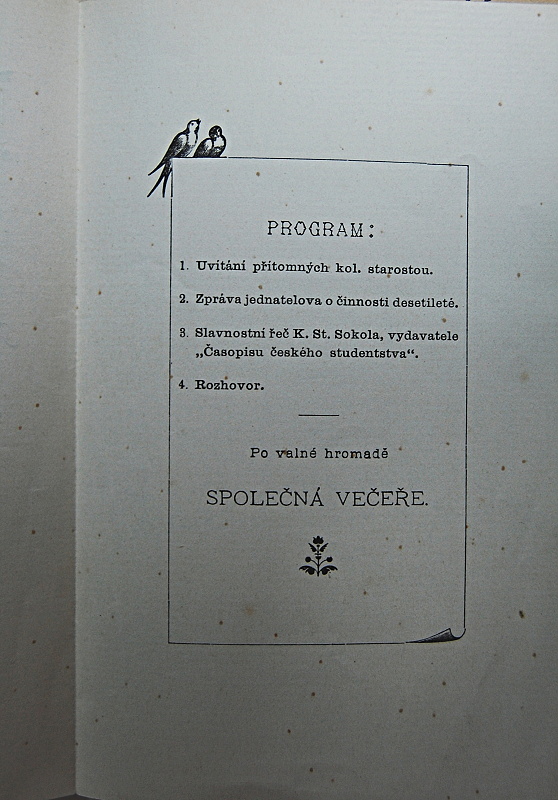 PROGRAM:
1. Uvítání přítomných kol. starostou.
2. Zpráva jednatelova o činnosti desetileté.
3. Slavnostní řeč K. St. Sokola, vydavatele
„Časopisu českého studentstva“.
4. Rozhovor.
Po valné hromadě
SPOLEČNÁ VEČEŘE.